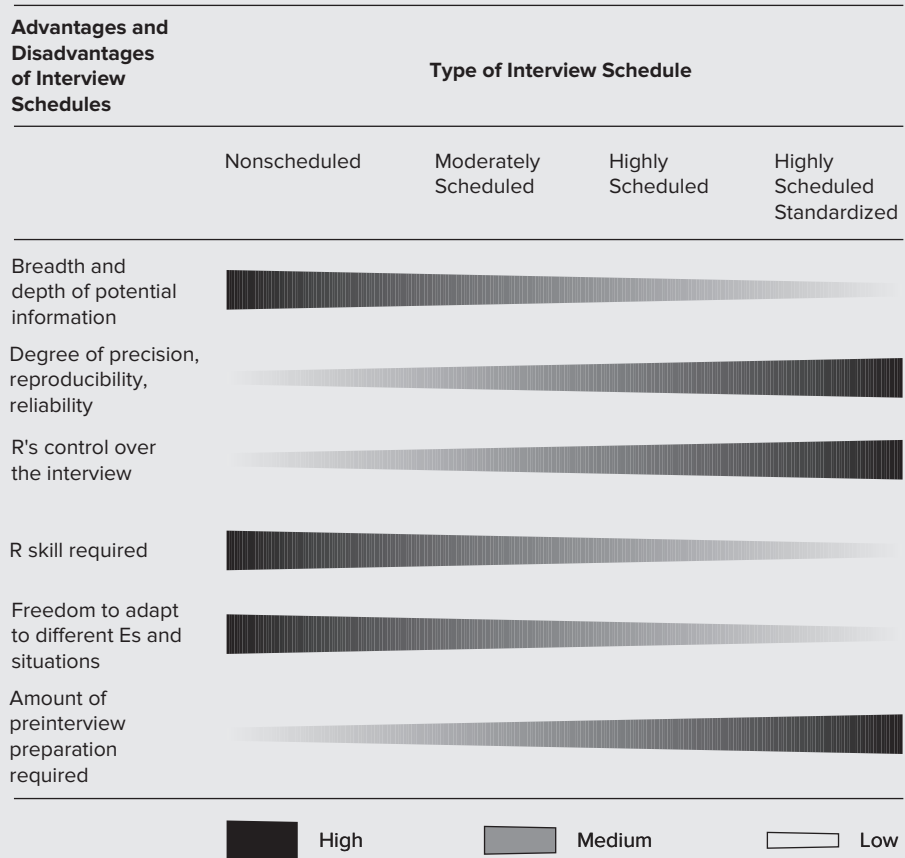 Advantages and
Disadvantages
of Interview
Schedules
Type of Interview Schedule
Nonscheduled
Moderately
Scheduled
Highly
Scheduled
Highly
Scheduled
Standardized
Breadth and
depth of potential
information
Degree of precision,
reproducibility,
reliability
R's control over
the interview
R skill required
Freedom to adapt
to different Es and
situations
Amount of
preinterview
preparation
required
High
Medium
Low